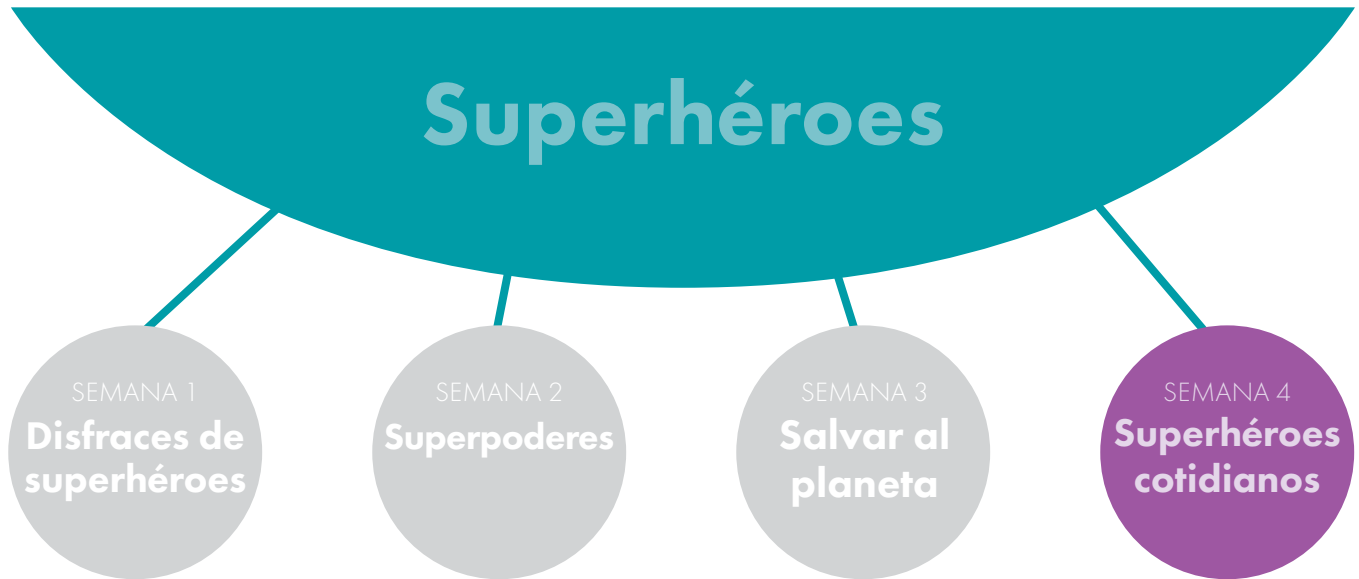 Superhéroes
SEMANA 1
Disfraces de
superhéroes
SEMANA 2
Superpoderes
SEMANA 3
Salvar al
planeta
SEMANA 4
Superhéroes
cotidianos